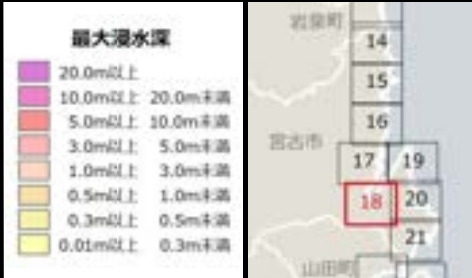 最大浸水深
20.0m以上
10.0m以上 20.0m未満
5.0m以上 10.0m未満
3.0m以上 5.0m未満
1.0m以上 3.0m未満
0.5m以上 1.0m未満
0.3m以上 0.5m未満
0.01m以上 0.3m未満
岩泉町
14
15
16
宮古市
17 19
18 20
21
山田町